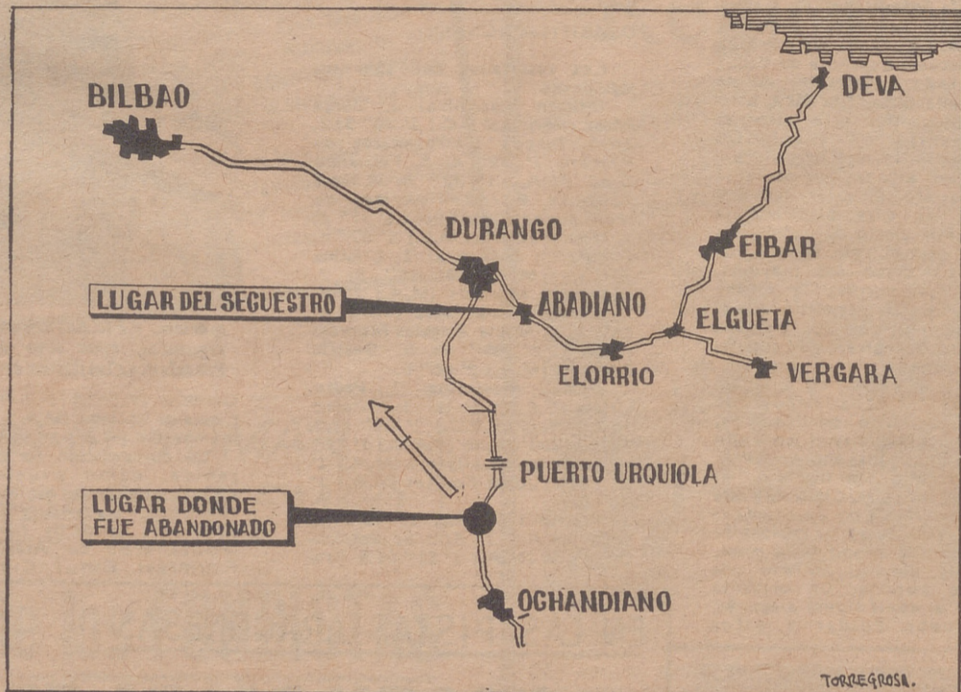 DEVA
BILBAO
DURANGO
EIBAR
LUGAR DEL SECUESTRO
ABADIANO
ELGUETA
ELORRIO
VERGARA
PUERTO URQUIOLA
LUGAR DONDE
FUE ABANDONADO
OCHANDIANO
TORREGROSA.